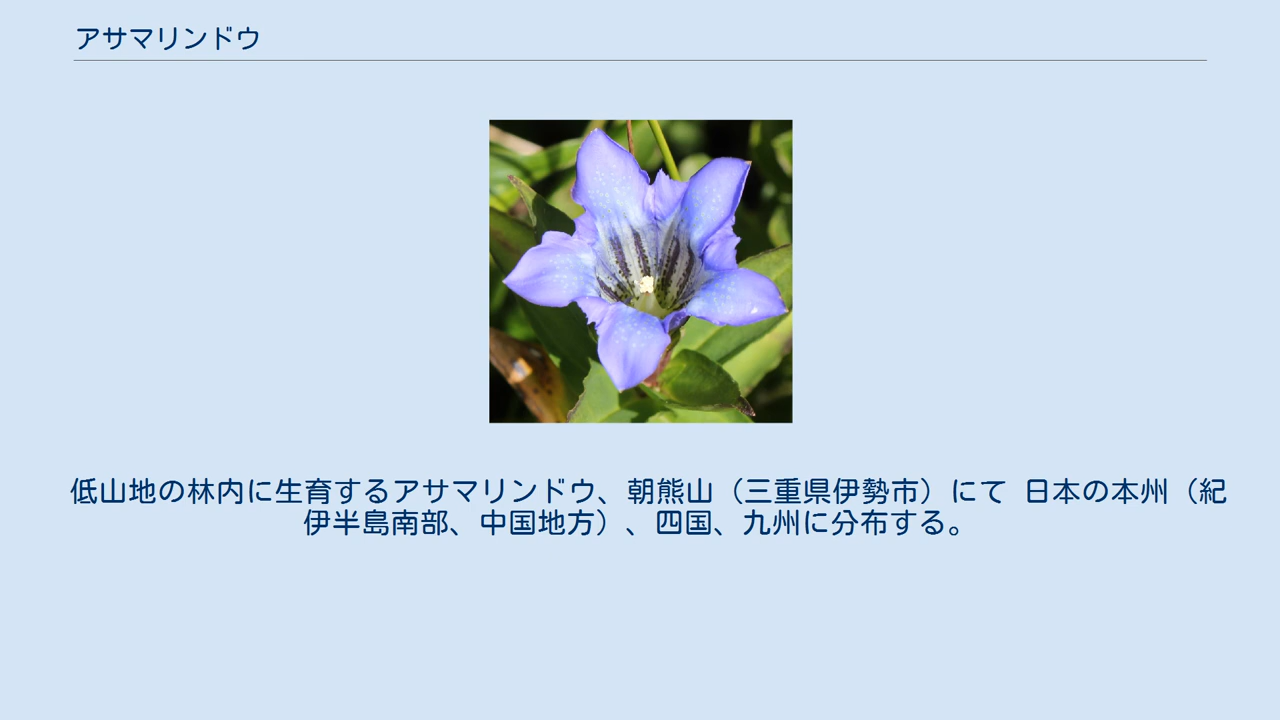 アサマリンドウ
低山地の林内に生育するアサマリンドウ、朝熊山（三重県伊勢市）にて 日本の本州（紀
伊半島南部、中国地方）、四国、九州に分布する。